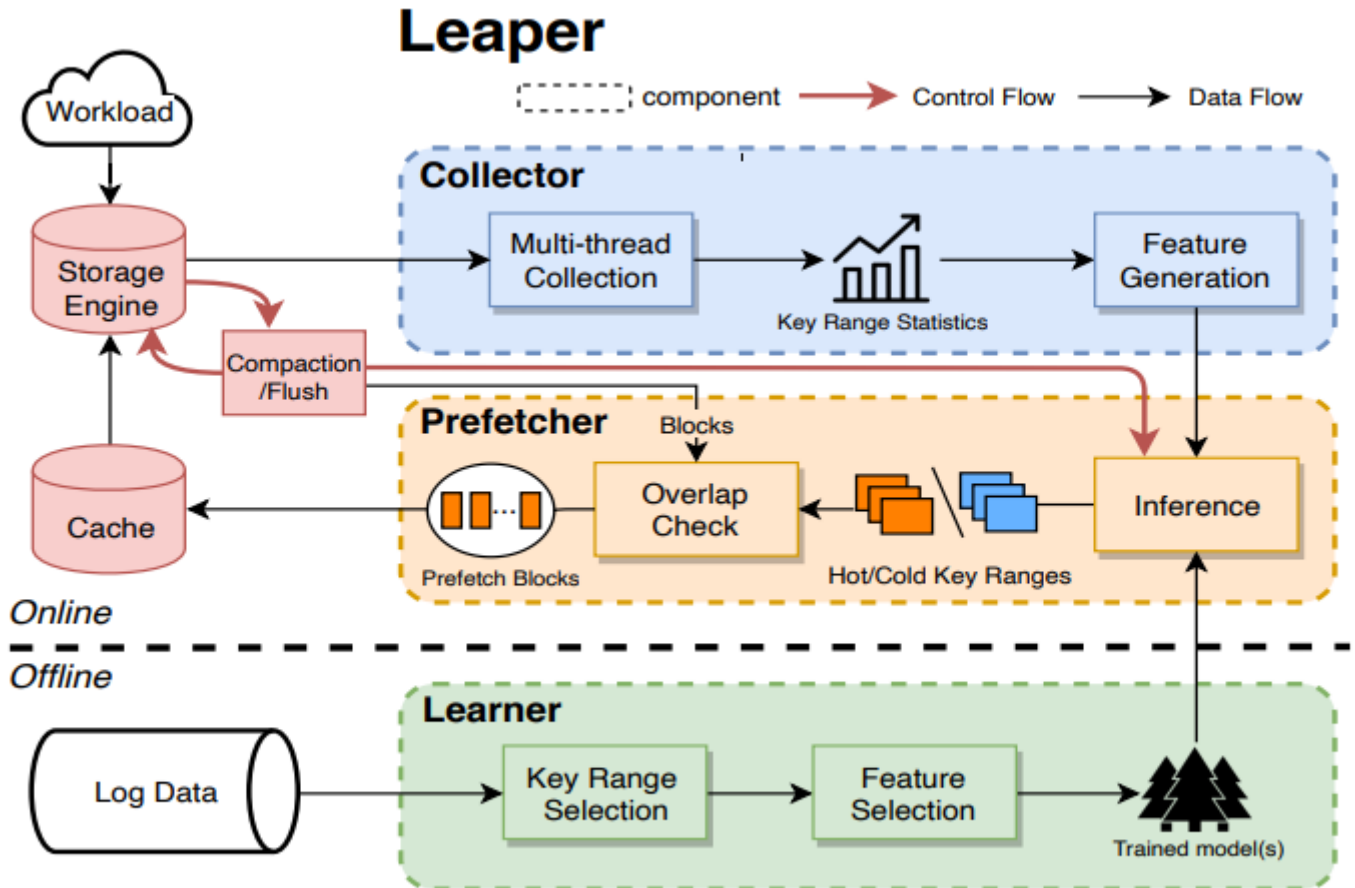 Leaper
component
Control Flow
Data Flow
Workload
Collector
Storage
Engine
Multi-thread
Collection
Key Range Statistics
Feature
Generation
Compaction
/Flush
Prefetcher
Blocks
Cache
Prefetch Blocks
Overlap
Check
Hot/Cold Key Ranges
Inference
Online
Offline
Learner
Log Data
Key Range
Selection
Feature
Selection
Trained model(s)